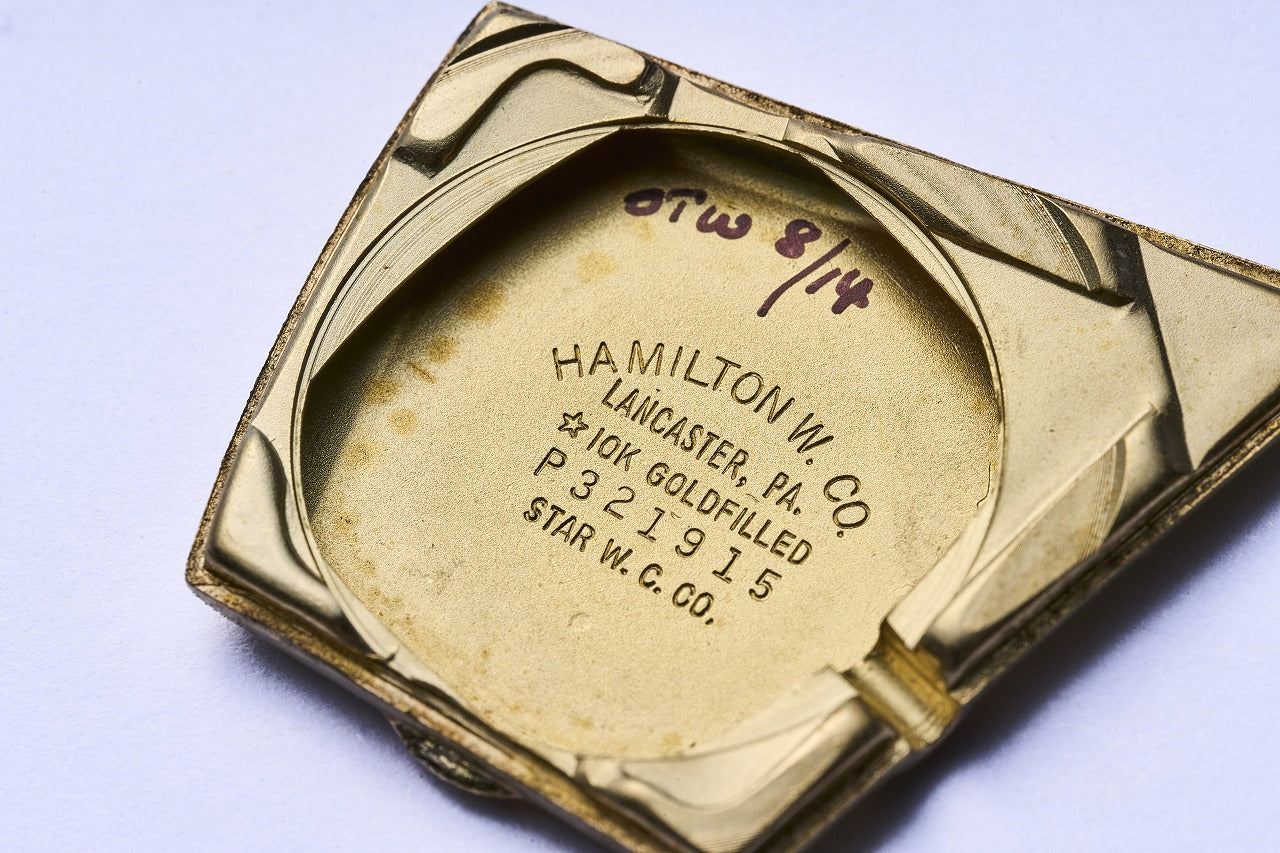 OTW 8/14
HAMILTON W. CO.
LANCASTER, PA.
☆ 10K GOLDFILLED
P321915
STAR W. C. CO.